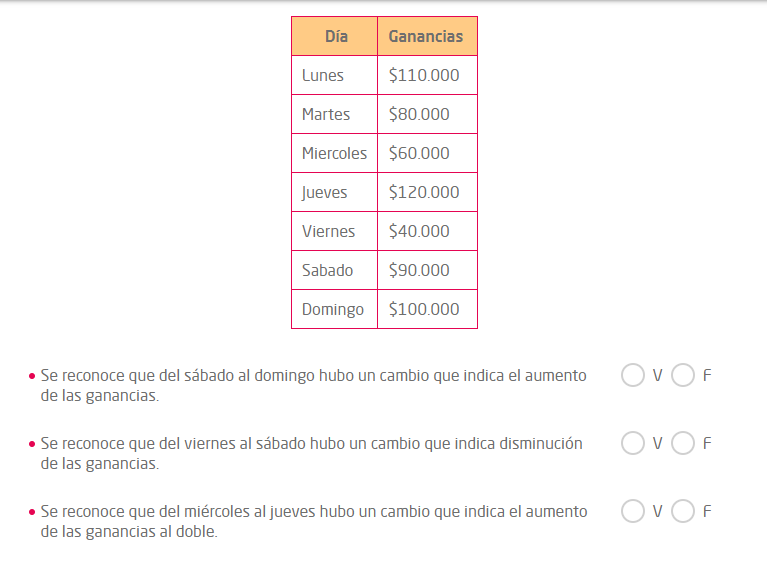 Día Ganancias
Lunes $110.000
Martes $80.000
Miercoles $60.000
Jueves $120.000
Viernes $40.000
Sabado $90.000
Domingo $100.000
• Se reconoce que del sábado al domingo hubo un cambio que indica el aumento V F
de las ganancias.
• Se reconoce que del viernes al sábado hubo un cambio que indica disminución V F
de las ganancias.
• Se reconoce que del miércoles al jueves hubo un cambio que indica el aumento V F
de las ganancias al doble.